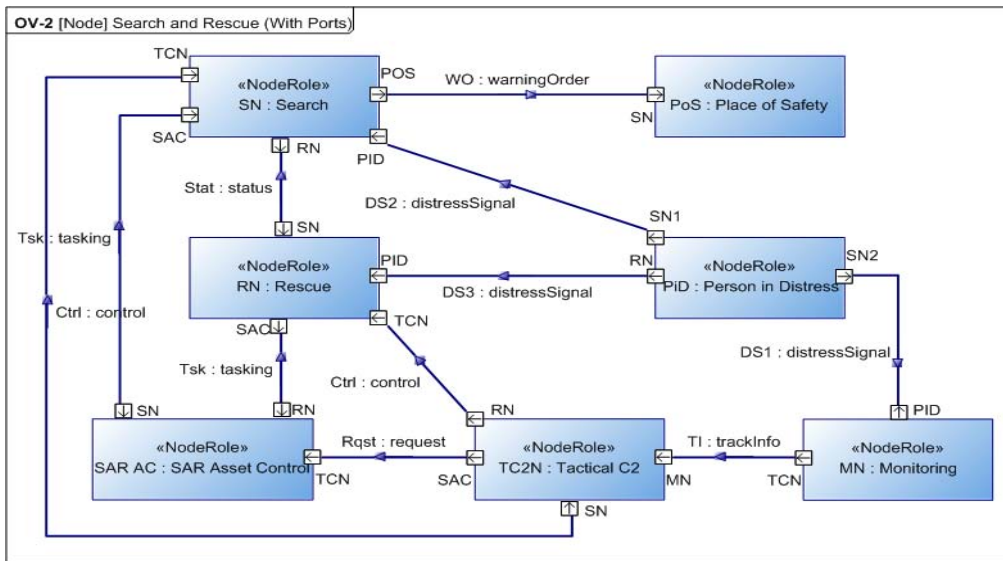 OV-2 [Node] Search and Rescue (With Ports)
TCN
«NodeRole»
SN : Search
POS
WO : warningOrder
«NodeRole»
PoS : Place of Safety
SN
SAC
RN
PID
Stat : status
DS2 : distressSignal
SN1
SN
Tsk : tasking
«NodeRole»
RN : Rescue
PID
DS3 : distressSignal
RN
«NodeRole»
PiD : Person in Distress
SN2
Ctrl : control
SAC
TCN
Tsk : tasking
Ctrl : control
DS1 : distressSignal
SN
RN
RN
PID
«NodeRole»
SAR AC : SAR Asset Control
TCN
Rqst : request
SAC
«NodeRole»
TC2N : Tactical C2
MN
TI : trackInfo
TCN
«NodeRole»
MN : Monitoring
SN